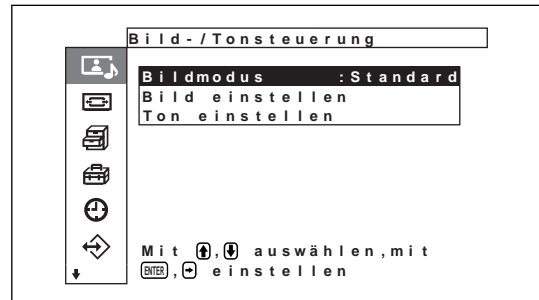 Bild-/Tonsteuerung
Bildmodus :Standard
Bild einstellen
Ton einstellen
Mit ↑,↓ auswählen,mit
ENTER,→ einstellen